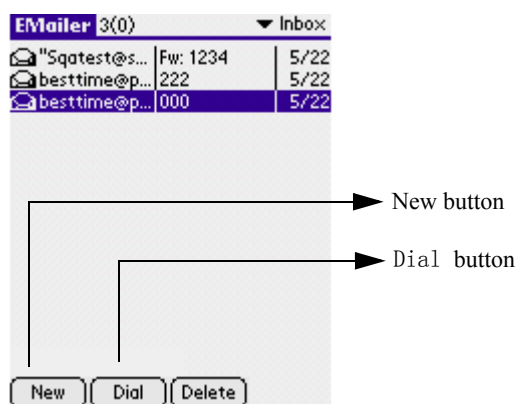 EMailer 3(0) Inbox
"Sqatest@s... Fw: 1234 5/22
besttime@p... 222 5/22
besttime@p... 000 5/22
New button
Dial button
New Dial Delete